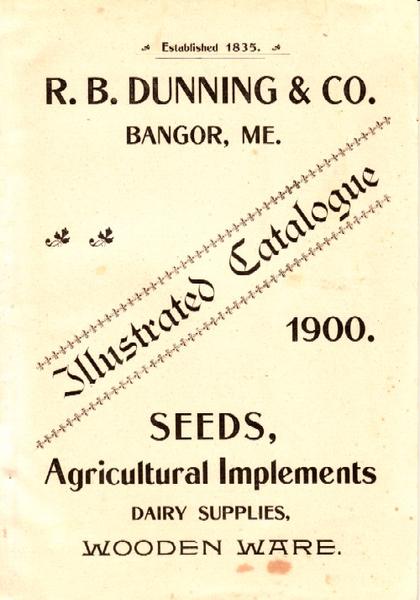 Established 1835.
R. B. DUNNING & CO.
BANGOR, ME.
Illustrated Catalogue
1900.
SEEDS,
Agricultural Implements
DAIRY SUPPLIES,
WOODEN WARE.